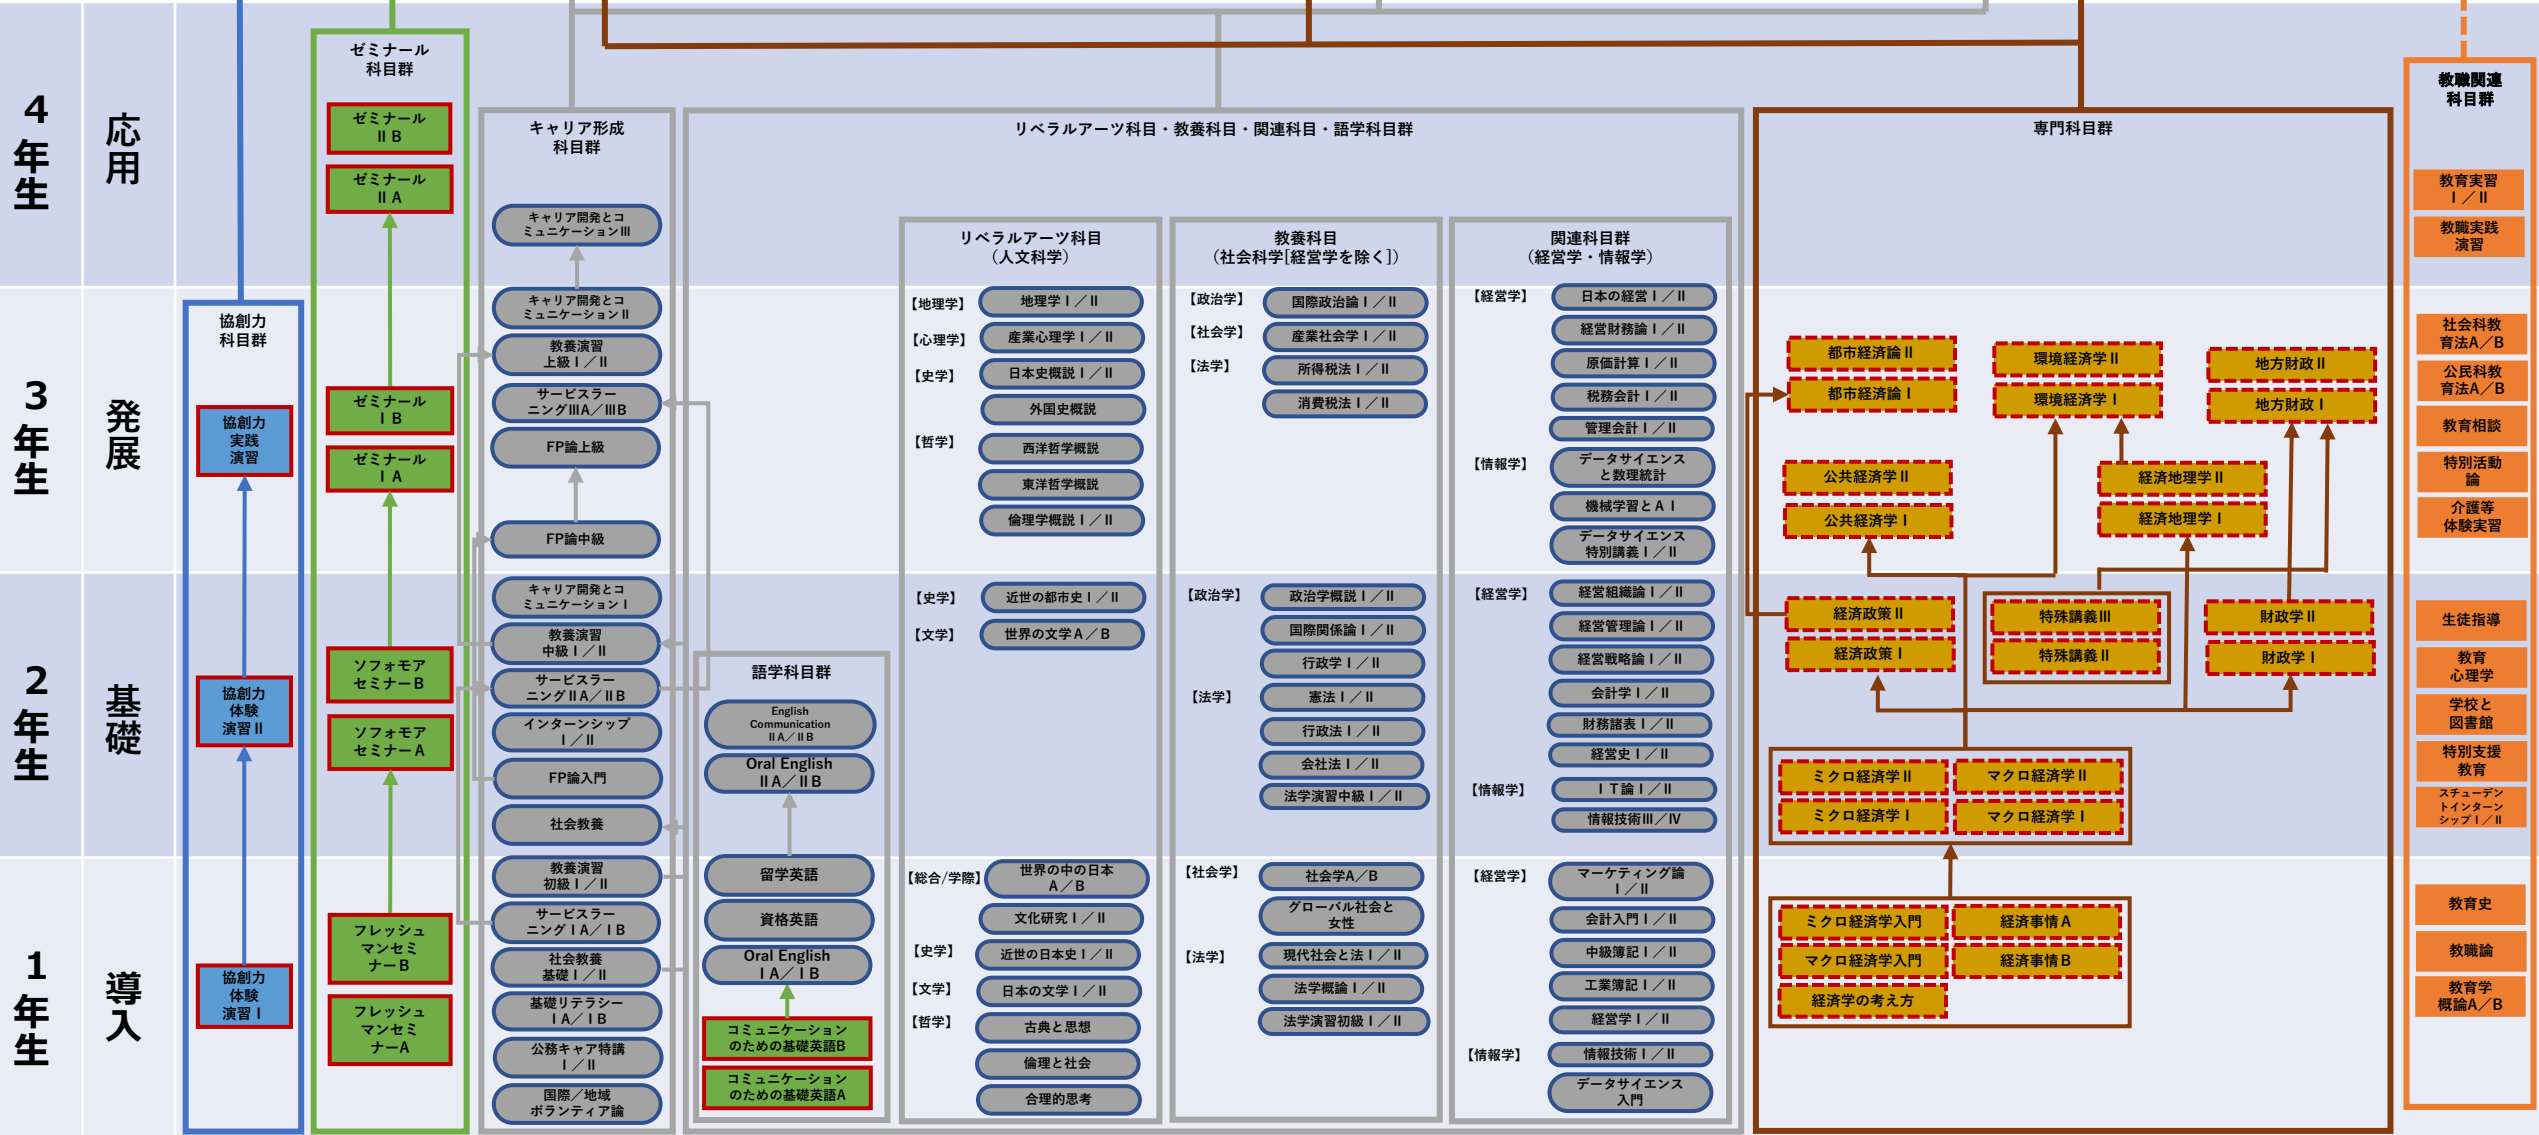 4
年
生
応
用
3
年
生
発
展
2
年
生
基
礎
1
年
生
導
入
協創力
科目群
協創力
実践
演習
協創力
体験
演習Ⅱ
協創力
体験
演習Ⅰ
ゼミナール
科目群
ゼミナール
ⅡB
ゼミナール
ⅡA
ゼミナール
ⅠB
ゼミナール
ⅠA
ソフォモア
セミナーB
ソフォモア
セミナーA
フレッシュ
マンセミ
ナーB
フレッシュ
マンセミ
ナーA
キャリア形成
科目群
キャリア開発とコ
ミュニケーションⅢ
キャリア開発とコ
ミュニケーションⅡ
教養演習
上級Ⅰ／Ⅱ
サービスラー
ニングⅢA／ⅢB
FP論上級
FP論中級
キャリア開発とコ
ミュニケーションⅠ
教養演習
中級Ⅰ／Ⅱ
サービスラー
ニングⅡA／ⅡB
インターンシップ
Ⅰ／Ⅱ
FP論入門
社会教養
教養演習
初級Ⅰ／Ⅱ
サービスラー
ニングⅠA／ⅠB
社会教養
基礎Ⅰ／Ⅱ
基礎リテラシー
ⅠA／ⅠB
公務キャア特講
Ⅰ／Ⅱ
国際／地域
ボランティア論
リベラルアーツ科目・教養科目・関連科目・語学科目群
語学科目群
English
Communication
ⅡA／ⅡB
Oral English
ⅡA／ⅡB
留学英語
資格英語
Oral English
ⅠA／ⅠB
コミュニケーション
のための基礎英語B
コミュニケーション
のための基礎英語A
リベラルアーツ科目
（人文科学）
【地理学】
地理学Ⅰ／Ⅱ
【心理学】
産業心理学Ⅰ／Ⅱ
【史学】
日本史概説Ⅰ／Ⅱ
外国史概説
【哲学】
西洋哲学概説
東洋哲学概説
倫理学概説Ⅰ／Ⅱ
【史学】
近世の都市史Ⅰ／Ⅱ
【文学】
世界の文学A／B
【総合/学際】
世界の中の日本
A／B
文化研究Ⅰ／Ⅱ
【史学】
近世の日本史Ⅰ／Ⅱ
【文学】
日本の文学Ⅰ／Ⅱ
【哲学】
古典と思想
倫理と社会
合理的思考
教養科目
（社会科学[経営学を除く]）
【政治学】
国際政治論Ⅰ／Ⅱ
【社会学】
産業社会学Ⅰ／Ⅱ
【法学】
所得税法Ⅰ／Ⅱ
消費税法Ⅰ／Ⅱ
【政治学】
政治学概説Ⅰ／Ⅱ
国際関係論Ⅰ／Ⅱ
行政学Ⅰ／Ⅱ
【法学】
憲法Ⅰ／Ⅱ
行政法Ⅰ／Ⅱ
会社法Ⅰ／Ⅱ
法学演習中級Ⅰ／Ⅱ
【社会学】
社会学A／B
グローバル社会と
女性
【法学】
現代社会と法Ⅰ／Ⅱ
法学概論Ⅰ／Ⅱ
法学演習初級Ⅰ／Ⅱ
関連科目群
（経営学・情報学）
【経営学】
日本の経営Ⅰ／Ⅱ
経営財務論Ⅰ／Ⅱ
原価計算Ⅰ／Ⅱ
税務会計Ⅰ／Ⅱ
管理会計Ⅰ／Ⅱ
【情報学】
データサイエンス
と数理統計
機械学習とAⅠ
データサイエンス
特別講義Ⅰ／Ⅱ
【経営学】
経営組織論Ⅰ／Ⅱ
経営管理論Ⅰ／Ⅱ
経営戦略論Ⅰ／Ⅱ
会計学Ⅰ／Ⅱ
財務諸表Ⅰ／Ⅱ
経営史Ⅰ／Ⅱ
【情報学】
ＩＴ論Ⅰ／Ⅱ
情報技術Ⅲ／Ⅳ
【経営学】
マーケティング論
Ⅰ／Ⅱ
会計入門Ⅰ／Ⅱ
中級簿記Ⅰ／Ⅱ
工業簿記Ⅰ／Ⅱ
経営学Ⅰ／Ⅱ
【情報学】
情報技術Ⅰ／Ⅱ
データサイエンス
入門
専門科目群
都市経済論Ⅱ
都市経済論Ⅰ
環境経済学Ⅱ
環境経済学Ⅰ
地方財政Ⅱ
地方財政Ⅰ
公共経済学Ⅱ
公共経済学Ⅰ
経済地理学Ⅱ
経済地理学Ⅰ
経済政策Ⅱ
経済政策Ⅰ
特殊講義Ⅲ
特殊講義Ⅱ
財政学Ⅱ
財政学Ⅰ
ミクロ経済学Ⅱ
マクロ経済学Ⅱ
ミクロ経済学Ⅰ
マクロ経済学Ⅰ
ミクロ経済学入門
経済事情A
マクロ経済学入門
経済事情B
経済学の考え方
教職関連
科目群
教育実習
Ⅰ／Ⅱ
教職実践
演習
社会科教
育法A／B
公民科教
育法A／B
教育相談
特別活動
論
介護等
体験実習
生徒指導
教育
心理学
学校と
図書館
特別支援
教育
スチューデン
トインターン
シップⅠ／Ⅱ
教育史
教職論
教育学
概論A／B